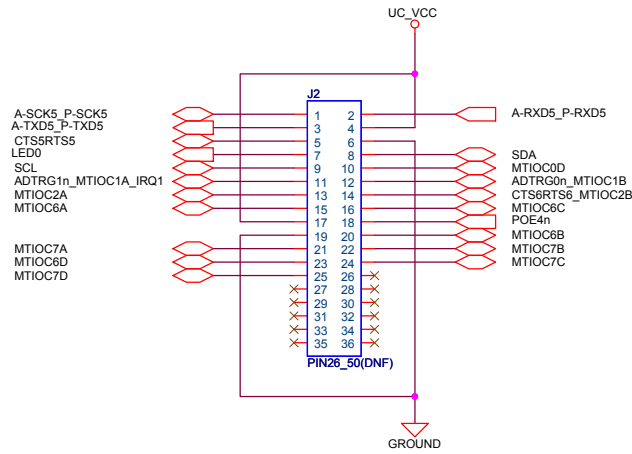 UC_VCC
J2
A-SCK5_P-SCK5 1 2 A-RXD5_P-RXD5
A-TXD5_P-TXD5 3 4
CTS5RTS5 5 6
LED0 7 8 SDA
SCL 9 10 MTIOC0D
ADTRG1n_MTIOC1A_IRQ1 11 12 ADTRG0n_MTIOC1B
MTIOC2A 13 14 CTS6RTS6_MTIOC2B
MTIOC6A 15 16 MTIOC6C
17 18 POE4n
19 20 MTIOC6B
MTIOC7A 21 22 MTIOC7B
MTIOC6D 23 24 MTIOC7C
MTIOC7D 25 26
27 28
29 30
31 32
33 34
35 36
PIN26_50(DNF)
GROUND